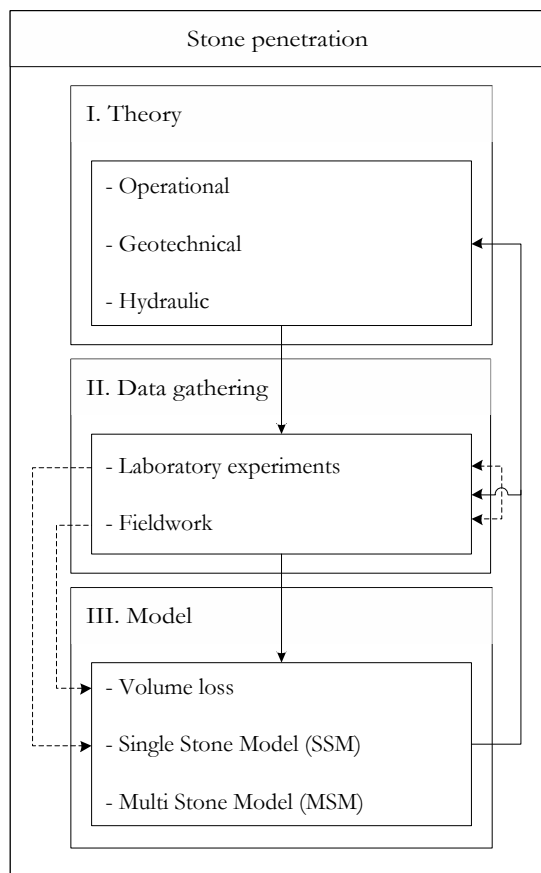 Stone penetration
I. Theory
- Operational
- Geotechnical
- Hydraulic
II. Data gathering
- Laboratory experiments
- Fieldwork
III. Model
- Volume loss
- Single Stone Model (SSM)
- Multi Stone Model (MSM)